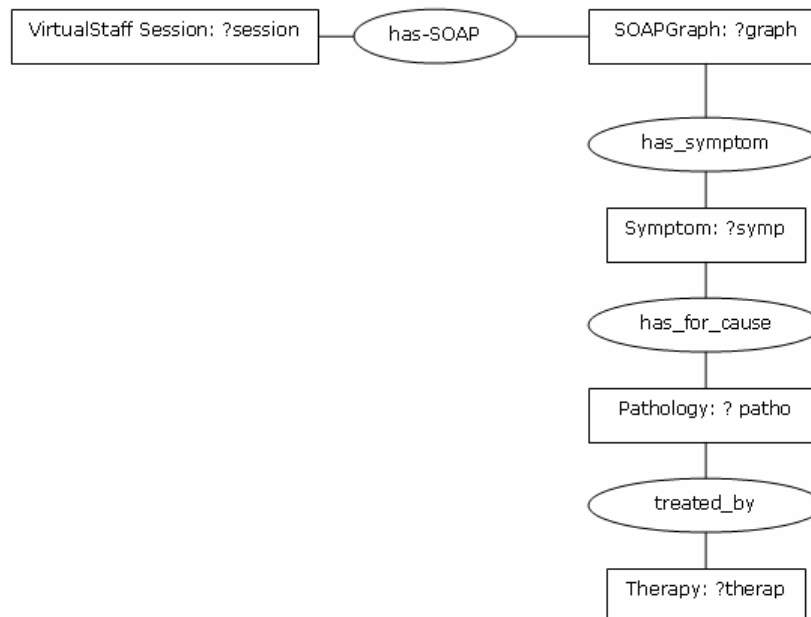 VirtualStaff Session: ?session
has-SOAP
SOAPGraph: ?graph
has_symptom
Symptom: ?symp
has_for_cause
Pathology: ? patho
treated_by
Therapy: ?therap